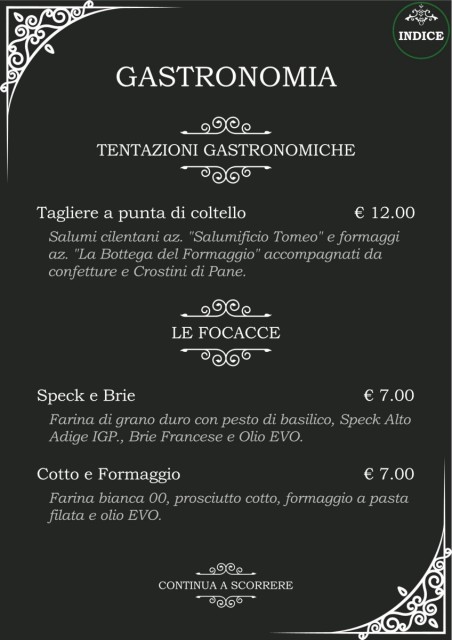 INDICE
GASTRONOMIA
TENTAZIONI GASTRONOMICHE
Tagliere a punta di coltello € 12.00
Salumi cilentani az. "Salumificio Tomeo" e formaggi
az. "La Bottega del Formaggio" accompagnati da
confetture e Crostini di Pane.
LE FOCACCE
Speck e Brie € 7.00
Farina di grano duro con pesto di basilico, Speck Alto
Adige IGP., Brie Francese e Olio EVO.
Cotto e Formaggio € 7.00
Farina bianca 00, prosciutto cotto, formaggio a pasta
filata e olio EVO.
CONTINUA A SCORRERE